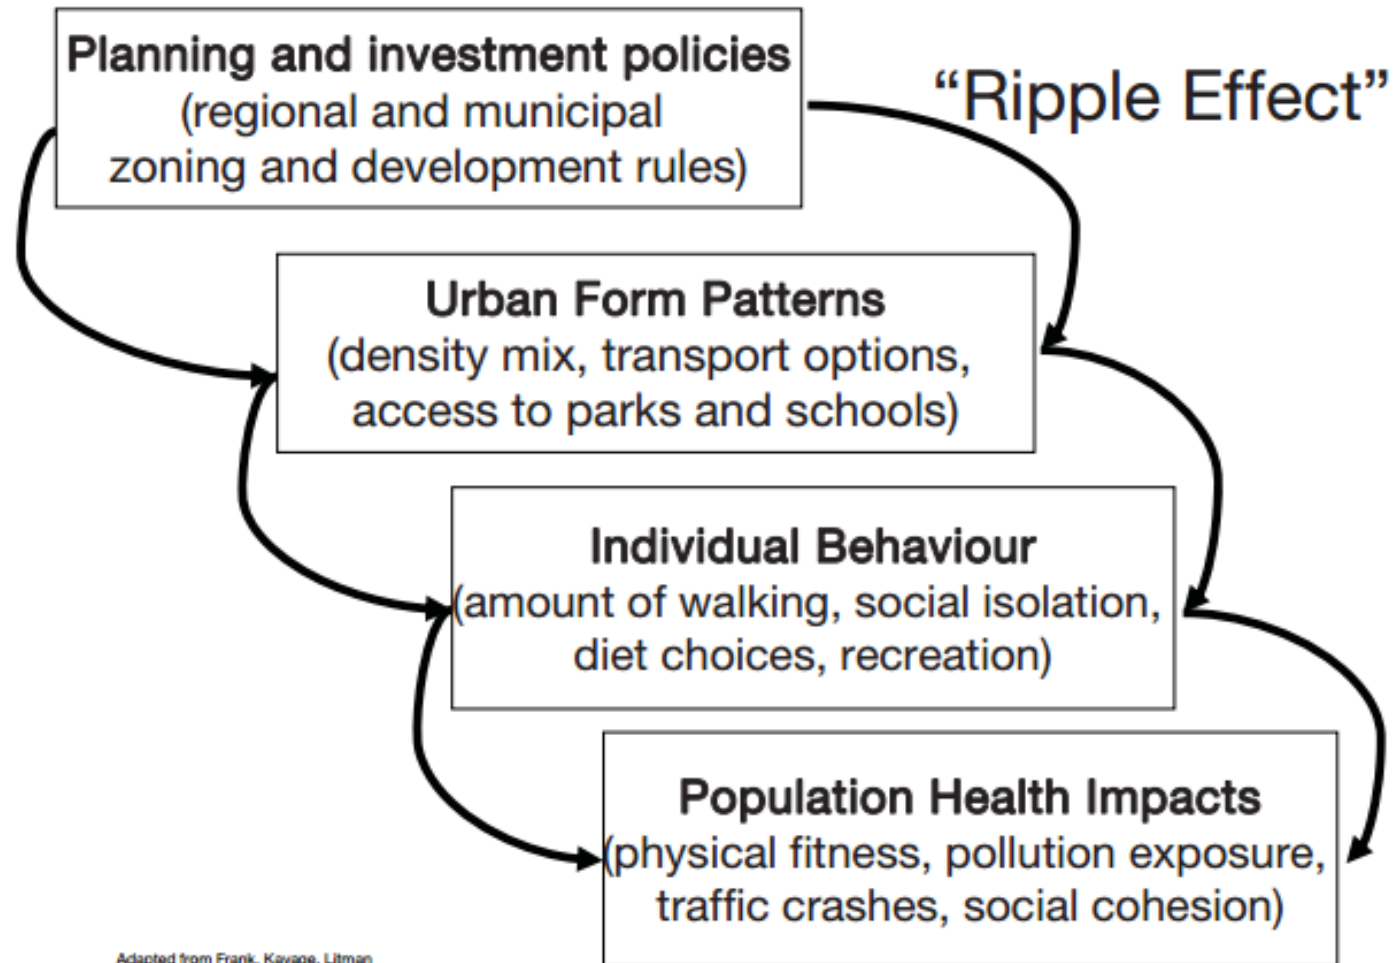 Planning and investment policies
(regional and municipal
zoning and development rules)
“Ripple Effect”
Urban Form Patterns
(density mix, transport options,
access to parks and schools)
Individual Behaviour
(amount of walking, social isolation,
diet choices, recreation)
Population Health Impacts
(physical fitness, pollution exposure,
traffic crashes, social cohesion)
Adapted from Frank, Kavage, Litman